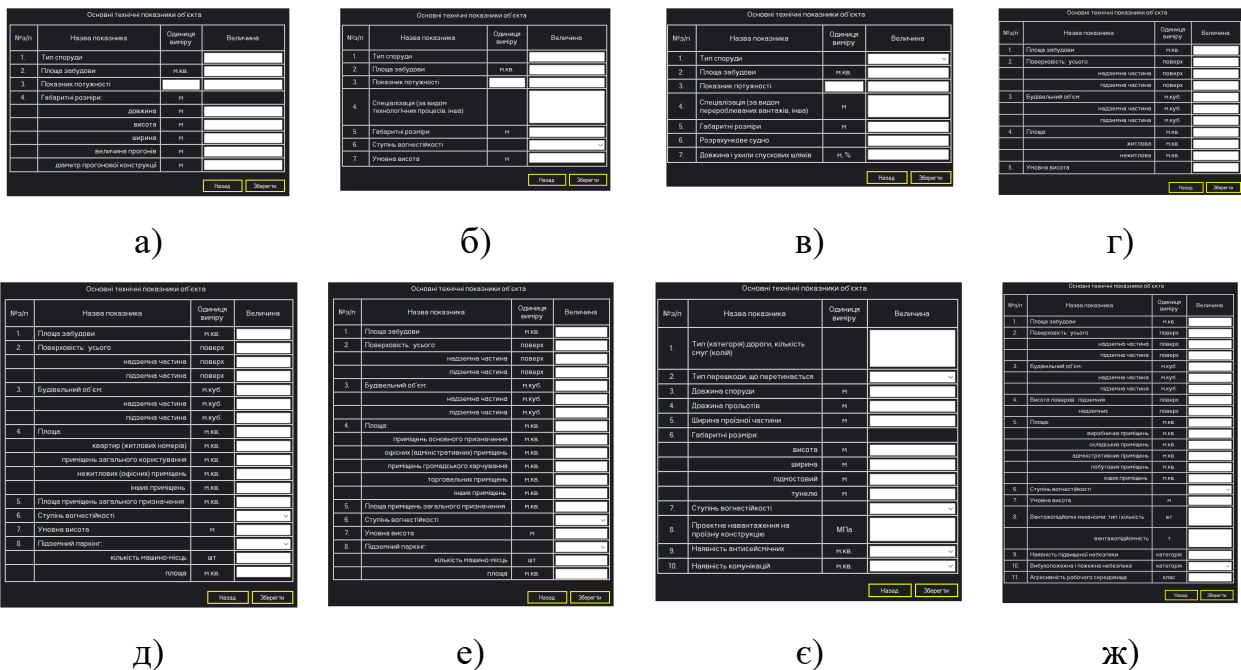 Основні технічні показники об'єкта
№з/п Назва показника Одиниця виміру Величина
1. Тип споруди
2. Площа забудови м.кв.
3. Показник потужності
4. Габаритні розміри: м
довжина м
висота м
ширина м
величина прогонів м
діаметр прогонової конструкції м
Назад Зберегти
а)
Основні технічні показники об'єкта
№з/п Назва показника Одиниця виміру Величина
1. Тип споруди
2. Площа забудови м.кв.
3. Показник потужності
4. Спеціалізація (за видом технологічних процесів, інша)
5. Габаритні розміри м
6. Ступінь вогнестійкості
7. Умовна висота м
Назад Зберегти
б)
Основні технічні показники об'єкта
№з/п Назва показника Одиниця виміру Величина
1. Тип споруди
2. Площа забудови м.кв.
3. Показник потужності
4. Спеціалізація (за видом перероблюваних вантажів, інша) м
5. Габаритні розміри м
6. Розрахункове судно
7. Довжина і ухили спускових шляхів м, %
Назад Зберегти
в)
Основні технічні показники об'єкта
№з/п Назва показника Одиниця виміру Величина
1. Площа забудови м.кв.
2. Поверховість: усього поверх
надземна частина поверх
підземна частина поверх
3. Будівельний об'єм: м.куб.
надземна частина м.куб.
підземна частина м.куб.
4. Площа: м.кв.
житлова м.кв.
нежитлова м.кв.
5. Умовна висота
Назад Зберегти
г)
Основні технічні показники об'єкта
№з/п Назва показника Одиниця виміру Величина
1. Площа забудови м.кв.
2. Поверховість: усього поверх
надземна частина поверх
підземна частина поверх
3. Будівельний об'єм: м.куб.
надземна частина м.куб.
підземна частина м.куб.
4. Площа: м.кв.
квартир (житлових номерів) м.кв.
приміщень загального користування м.кв.
нежитлових (офісних) приміщень м.кв.
інших приміщень м.кв.
5. Площа приміщень загального призначення м.кв.
6. Ступінь вогнестійкості
7. Умовна висота м
8. Підземний паркінг:
кількість машино-місць шт
площа м.кв.
Назад Зберегти
д)
Основні технічні показники об'єкта
№з/п Назва показника Одиниця виміру Величина
1. Площа забудови м.кв.
2. Поверховість: усього поверх
надземна частина поверх
підземна частина поверх
3. Будівельний об'єм: м.куб.
надземна частина м.куб.
підземна частина м.куб.
4. Площа: м.кв.
приміщень основного призначення м.кв.
офісних (адміністративних) приміщень м.кв.
приміщень громадського харчування м.кв.
торговельних приміщень м.кв.
інших приміщень м.кв.
5. Площа приміщень загального призначення м.кв.
6. Ступінь вогнестійкості
7. Умовна висота м
8. Підземний паркінг:
кількість машино-місць шт
площа м.кв.
Назад Зберегти
е)
Основні технічні показники об'єкта
№з/п Назва показника Одиниця виміру Величина
1. Тип (категорія) дороги, кількість смуг (колій)
2. Тип перешкоди, що перетинається
3. Довжина споруди м
4. Довжина прольотів м
5. Ширина проїзної частини м
6. Габаритні розміри:
висота м
ширина м
підмостовий м
тунелю м
7. Ступінь вогнестійкості
8. Проектне навантаження на проїзну конструкцію МПа
9. Наявність антисейсмічних м.кв.
10. Наявність комунікацій м.кв.
Назад Зберегти
є)
Основні технічні показники об'єкта
№з/п Назва показника Одиниця виміру Величина
1. Площа забудови м.кв.
2. Поверховість: усього поверх
надземна частина поверх
підземна частина поверх
3. Будівельний об'єм: м.куб.
надземна частина м.куб.
підземна частина м.куб.
4. Висота поверхів: підземних поверх
надземних поверх
5. Площа: м.кв.
виробничих приміщень м.кв.
складських приміщень м.кв.
адміністративних приміщень м.кв.
побутових приміщень м.кв.
інших приміщень м.кв.
6. Ступінь вогнестійкості
7. Умовна висота м
8. Вантажопідйомні механізми: тип і кількість шт
вантажопідйомність т
9. Наявність підвищеної небезпеки категорія
10. Вибухопожежна і пожежна небезпека категорія
11. Агресивність робочого середовища клас
Назад Зберегти
ж)